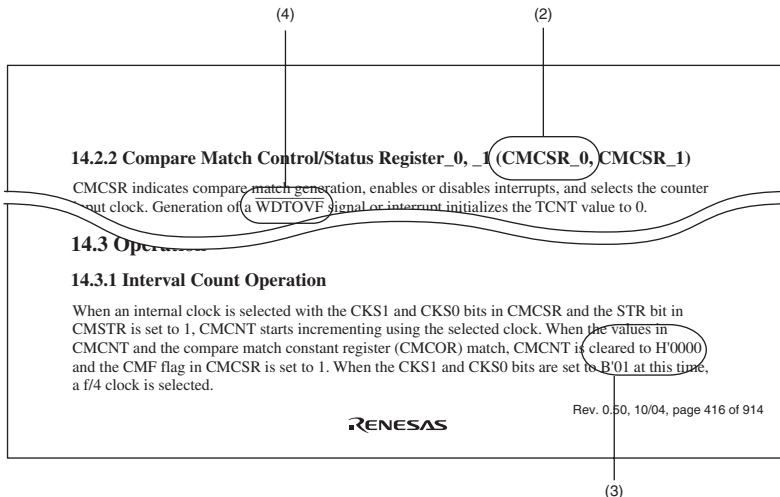 (4)
(2)
14.2.2 Compare Match Control/Status Register_0, _1 (CMCSR_0, CMCSR_1)
CMCSR indicates compare match generation, enables or disables interrupts, and selects the counter
input clock. Generation of a WDTOVF signal or interrupt initializes the TCNT value to 0.
14.3 Operation
14.3.1 Interval Count Operation
When an internal clock is selected with the CKS1 and CKS0 bits in CMCSR and the STR bit in
CMSTR is set to 1, CMCNT starts incrementing using the selected clock. When the values in
CMCNT and the compare match constant register (CMCOR) match, CMCNT is cleared to H'0000
and the CMF flag in CMCSR is set to 1. When the CKS1 and CKS0 bits are set to B'01 at this time,
a f/4 clock is selected.
Rev. 0.50, 10/04, page 416 of 914
RENESAS
(3)